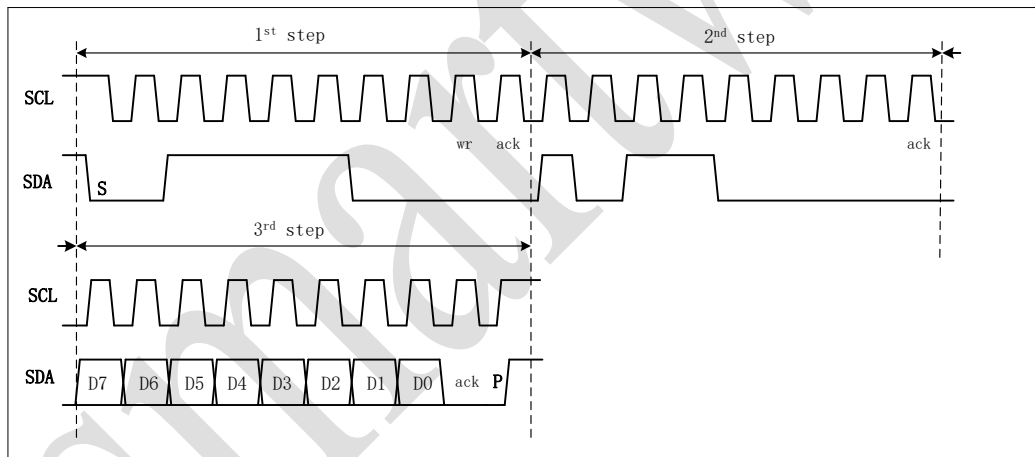 1st step 2nd step
SCL
wr ack ack
SDA S
3rd step
SCL
SDA D7 D6 D5 D4 D3 D2 D1 D0 ack P